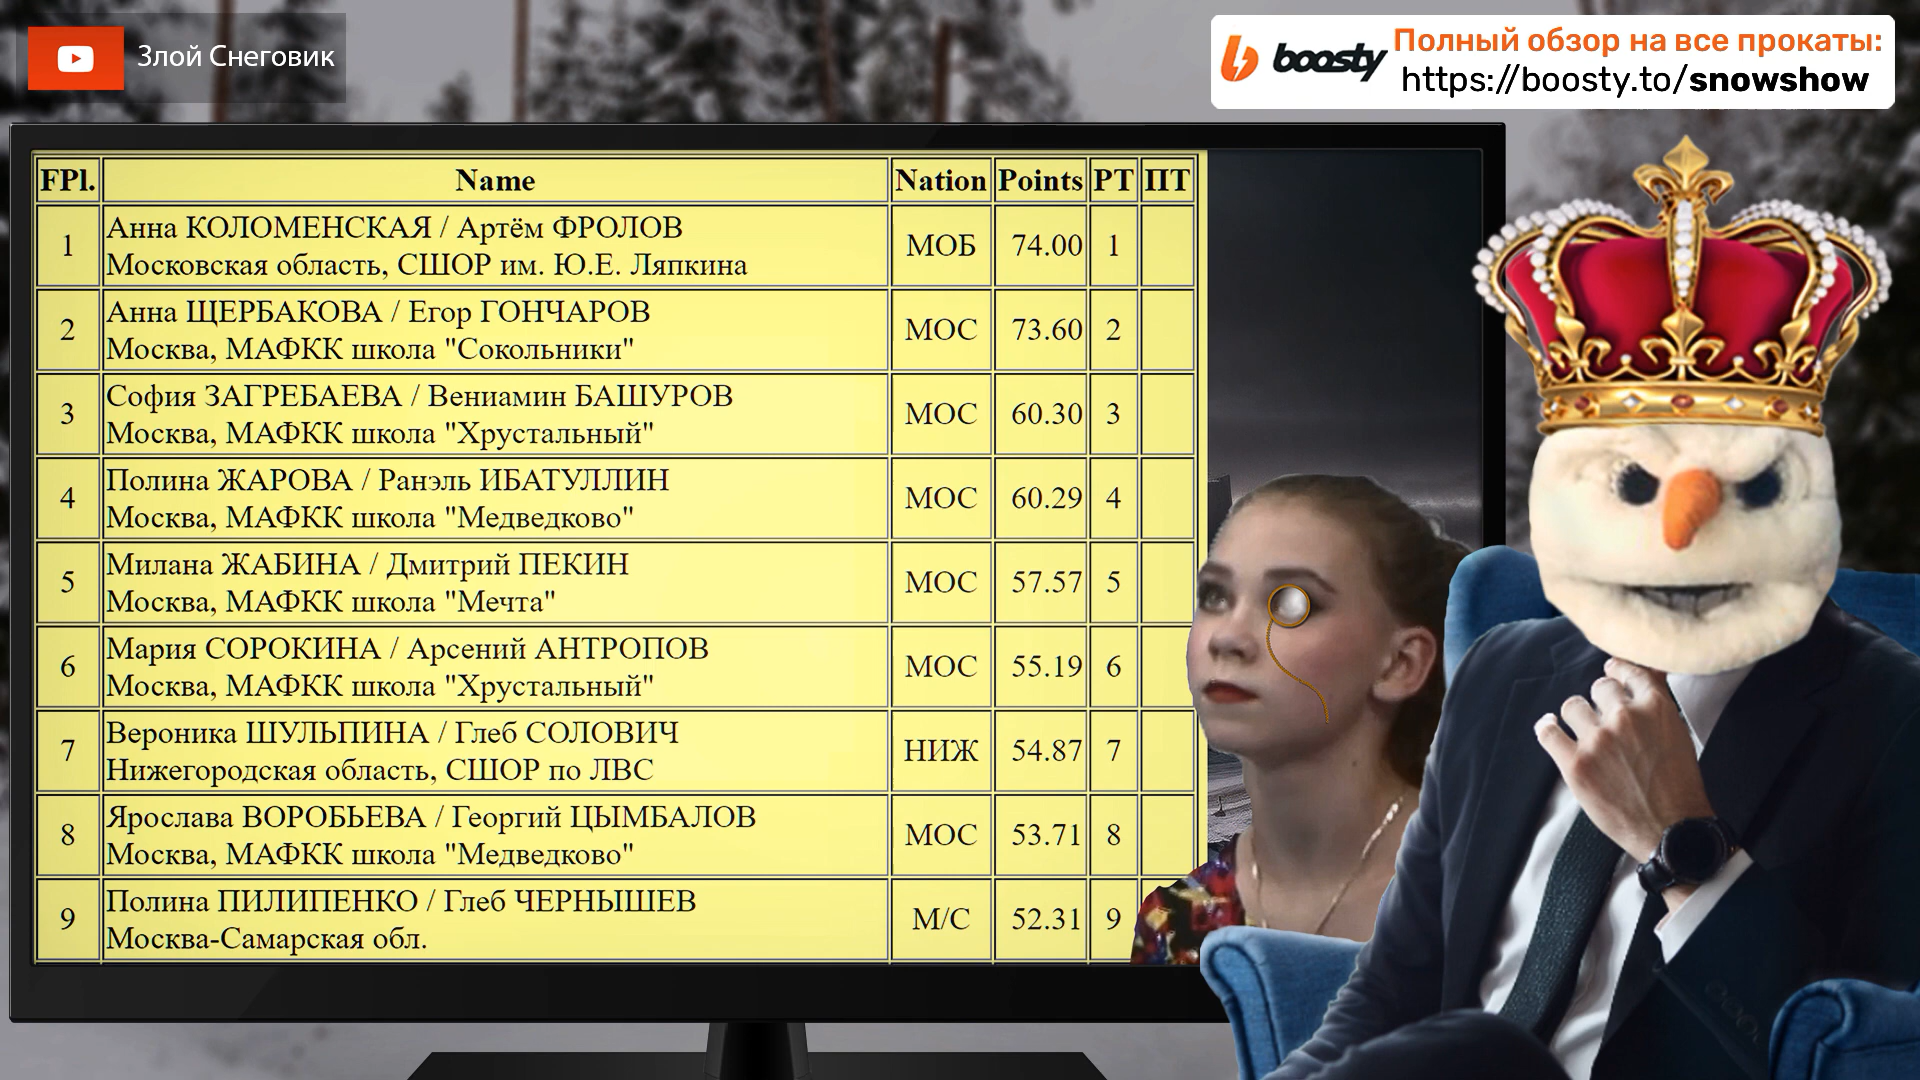 Злой Снеговик
boosty
Полный обзор на все прокаты:
https://boosty.to/snowshow
FPl. Name Nation Points РТ ПТ
1 Анна КОЛОМЕНСКАЯ / Артём ФРОЛОВ МОБ 74.00 1
Московская область, СШОР им. Ю.Е. Ляпкина
2 Анна ЩЕРБАКОВА / Егор ГОНЧАРОВ МОС 73.60 2
Москва, МАФКК школа "Сокольники"
3 София ЗАГРЕБАЕВА / Вениамин БАШУРОВ МОС 60.30 3
Москва, МАФКК школа "Хрустальный"
4 Полина ЖАРОВА / Ранэль ИБАТУЛЛИН МОС 60.29 4
Москва, МАФКК школа "Медведково"
5 Милана ЖАБИНА / Дмитрий ПЕКИН МОС 57.57 5
Москва, МАФКК школа "Мечта"
6 Мария СОРОКИНА / Арсений АНТРОПОВ МОС 55.19 6
Москва, МАФКК школа "Хрустальный"
7 Вероника ШУЛЬПИНА / Глеб СОЛОВИЧ НИЖ 54.87 7
Нижегородская область, СШОР по ЛВС
8 Ярослава ВОРОБЬЕВА / Георгий ЦЫМБАЛОВ МОС 53.71 8
Москва, МАФКК школа "Медведково"
9 Полина ПИЛИПЕНКО / Глеб ЧЕРНЫШЕВ М/С 52.31 9
Москва-Самарская обл.